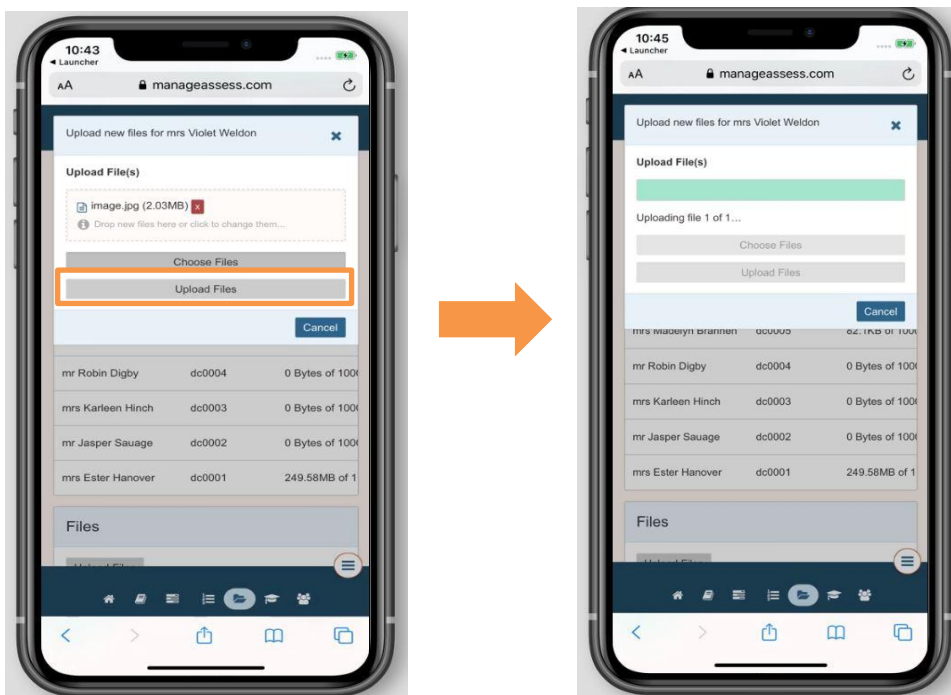 10:43
◄ Launcher
AA manageassess.com
Upload new files for mrs Violet Weldon
Upload File(s)
image.jpg (2.03MB) x
Drop new files here or click to change them...
Choose Files
Upload Files
Cancel
mr Robin Digby dc0004 0 Bytes of 100
mrs Karleen Hinch dc0003 0 Bytes of 100
mr Jasper Sauage dc0002 0 Bytes of 100
mrs Ester Hanover dc0001 249.58MB of 1
Files
Upload Files
10:45
◄ Launcher
AA manageassess.com
Upload new files for mrs Violet Weldon
Upload File(s)
Uploading file 1 of 1...
Choose Files
Upload Files
Cancel
mrs Madelyn Brannen dc0005 82.1KB of 100
mr Robin Digby dc0004 0 Bytes of 100
mrs Karleen Hinch dc0003 0 Bytes of 100
mr Jasper Sauage dc0002 0 Bytes of 100
mrs Ester Hanover dc0001 249.58MB of 1
Files
Upload Files